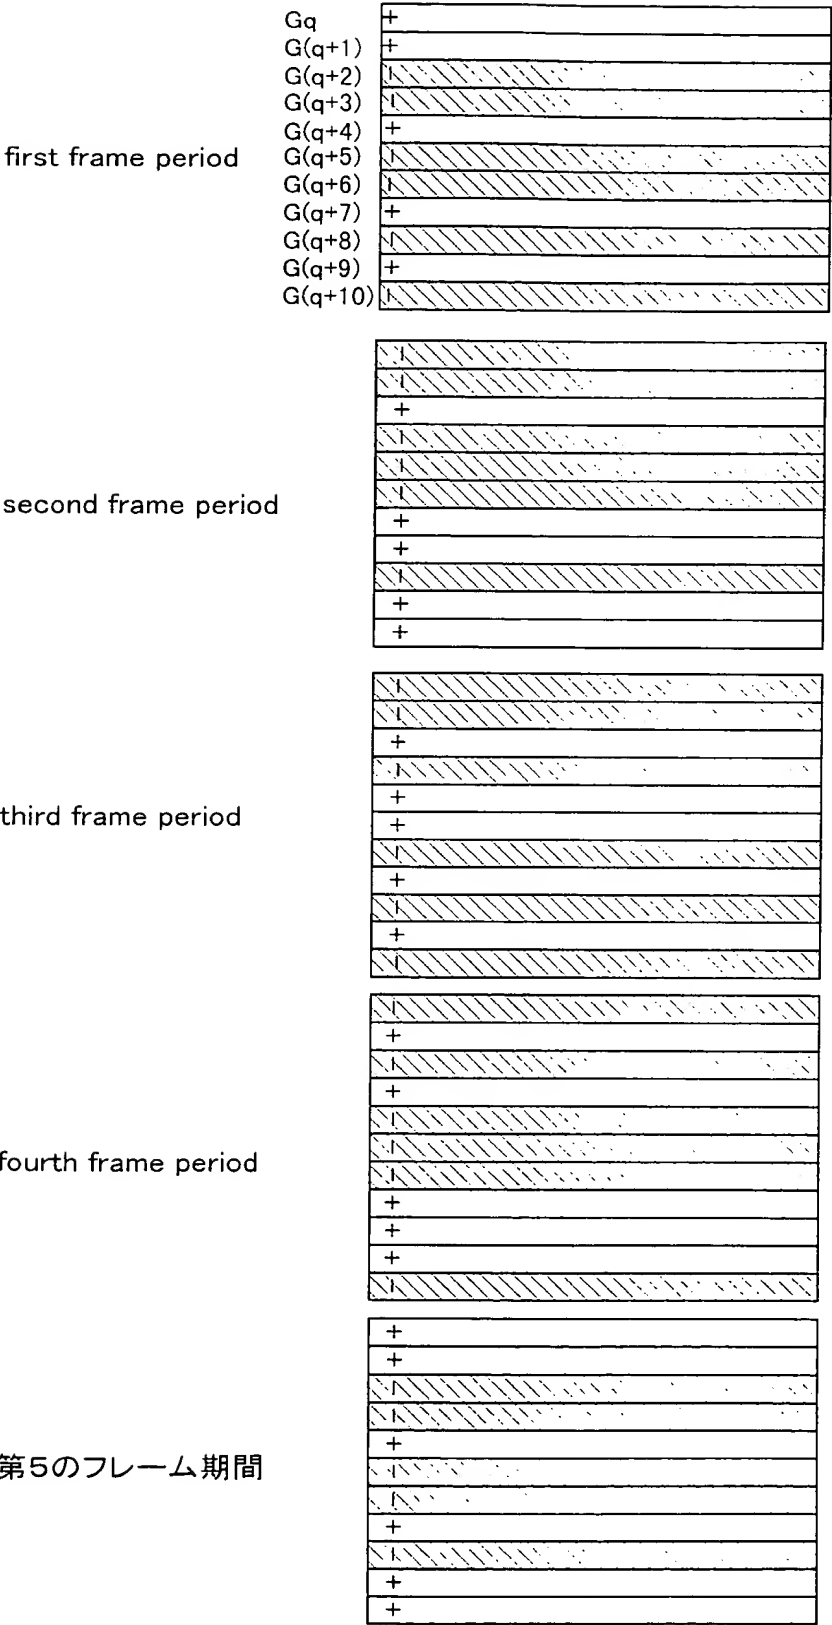 first frame period
Gq +
G(q+1) +
G(q+2) |
G(q+3) |
G(q+4) +
G(q+5) |
G(q+6) |
G(q+7) +
G(q+8) |
G(q+9) +
G(q+10) |
second frame period
|
|
+
|
|
|
+
+
|
+
+
third frame period
|
|
+
|
+
+
|
+
|
+
|
fourth frame period
|
+
|
+
|
|
|
+
+
+
|
第5のフレーム期間
+
+
|
|
+
|
|
+
|
+
+